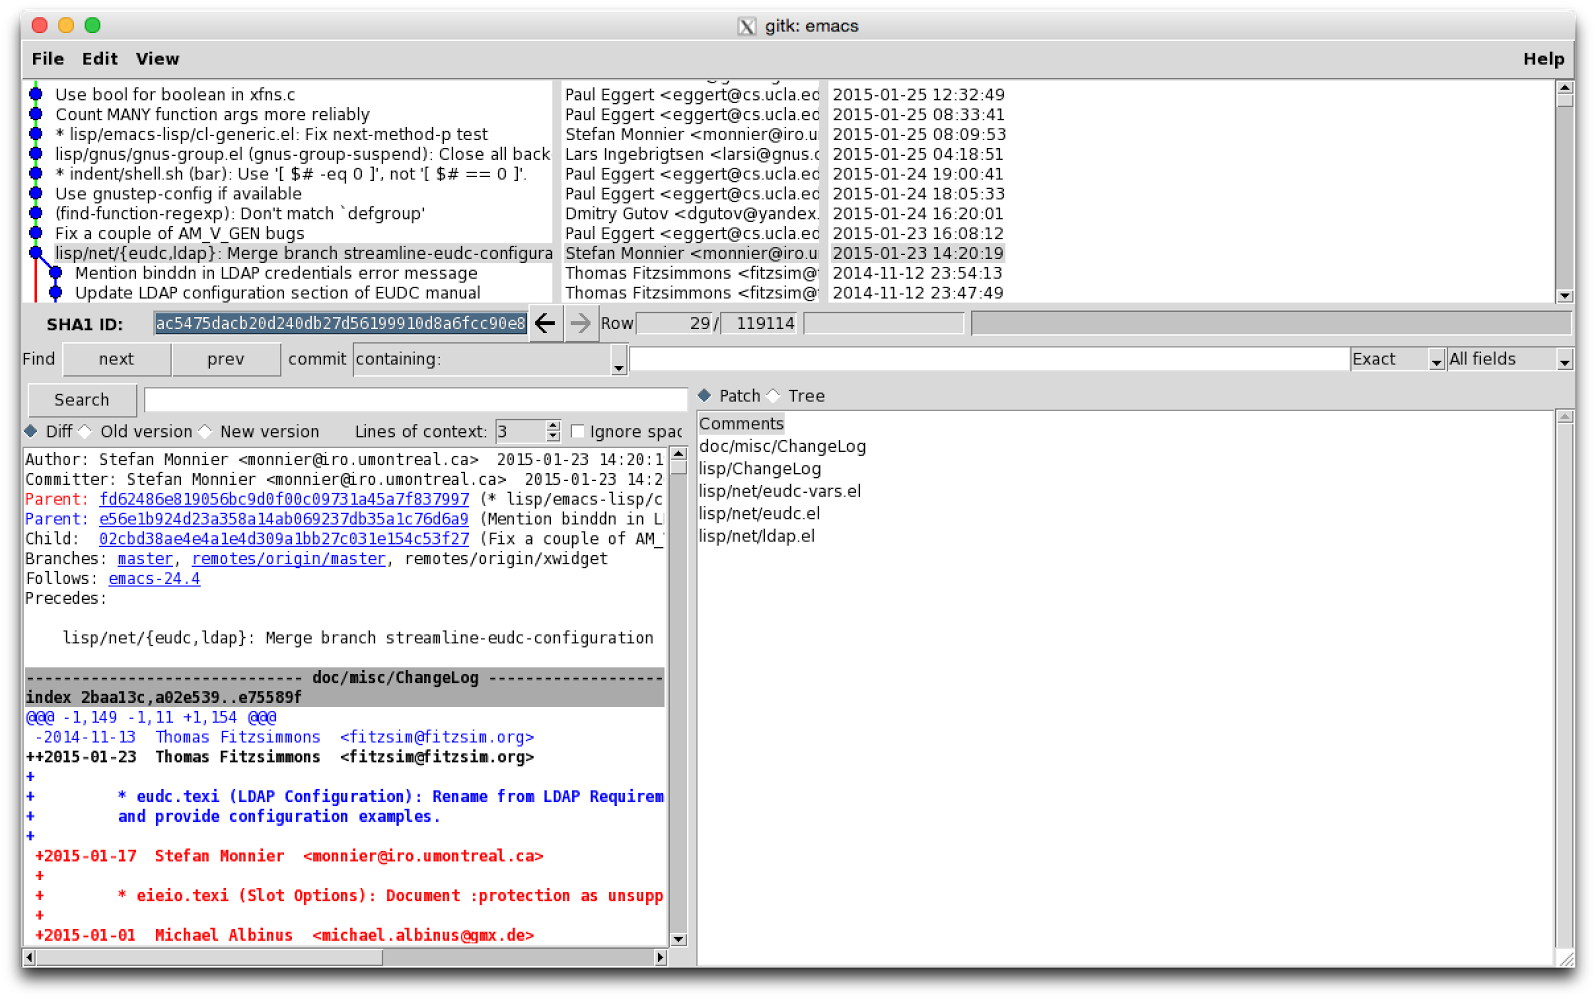 gitk: emacs
File Edit View Help
Use bool for boolean in xfns.c Paul Eggert <eggert@cs.ucla.ed 2015-01-25 12:32:49
Count MANY function args more reliably Paul Eggert <eggert@cs.ucla.ed 2015-01-25 08:33:41
* lisp/emacs-lisp/cl-generic.el: Fix next-method-p test Stefan Monnier <monnier@iro.u 2015-01-25 08:09:53
lisp/gnus/gnus-group.el (gnus-group-suspend): Close all back Lars Ingebrigtsen <larsi@gnus.o 2015-01-25 04:18:51
* indent/shell.sh (bar): Use '[ $# -eq 0 ]', not '[ $# == 0 ]'. Paul Eggert <eggert@cs.ucla.ed 2015-01-24 19:00:41
Use gnustep-config if available Paul Eggert <eggert@cs.ucla.ed 2015-01-24 18:05:33
(find-function-regexp): Don't match `defgroup' Dmitry Gutov <dgutov@yandex. 2015-01-24 16:20:01
Fix a couple of AM_V_GEN bugs Paul Eggert <eggert@cs.ucla.ed 2015-01-23 16:08:12
lisp/net/{eudc,ldap}: Merge branch streamline-eudc-configura Stefan Monnier <monnier@iro.u 2015-01-23 14:20:19
Mention binddn in LDAP credentials error message Thomas Fitzsimmons <fitzsim@ 2014-11-12 23:54:13
Update LDAP configuration section of EUDC manual Thomas Fitzsimmons <fitzsim@ 2014-11-12 23:47:49
SHA1 ID: ac5475dacb20d240db27d56199910d8a6fcc90e8 Row 29 / 119114
Find next prev commit containing: Exact All fields
Search
Diff Old version New version Lines of context: 3 Ignore spac
Author: Stefan Monnier <monnier@iro.umontreal.ca> 2015-01-23 14:20:1
Committer: Stefan Monnier <monnier@iro.umontreal.ca> 2015-01-23 14:2
Parent: fd62486e819056bc9d0f00c09731a45a7f837997 (* lisp/emacs-lisp/c
Parent: e56e1b924d23a358a14ab069237db35a1c76d6a9 (Mention binddn in L
Child: 02cbd38ae4e4a1e4d309a1bb27c031e154c53f27 (Fix a couple of AM_
Branches: master, remotes/origin/master, remotes/origin/xwidget
Follows: emacs-24.4
Precedes:
lisp/net/{eudc,ldap}: Merge branch streamline-eudc-configuration
------------------------------ doc/misc/ChangeLog -------------------
index 2baa13c,a02e539..e75589f
@@@ -1,149 -1,11 +1,154 @@@
-2014-11-13 Thomas Fitzsimmons <fitzsim@fitzsim.org>
++2015-01-23 Thomas Fitzsimmons <fitzsim@fitzsim.org>
+
+ * eudc.texi (LDAP Configuration): Rename from LDAP Requirem
+ and provide configuration examples.
+
+2015-01-17 Stefan Monnier <monnier@iro.umontreal.ca>
+
+ * eieio.texi (Slot Options): Document :protection as unsupp
+
+2015-01-01 Michael Albinus <michael.albinus@gmx.de>
Patch Tree
Comments
doc/misc/ChangeLog
lisp/ChangeLog
lisp/net/eudc-vars.el
lisp/net/eudc.el
lisp/net/ldap.el